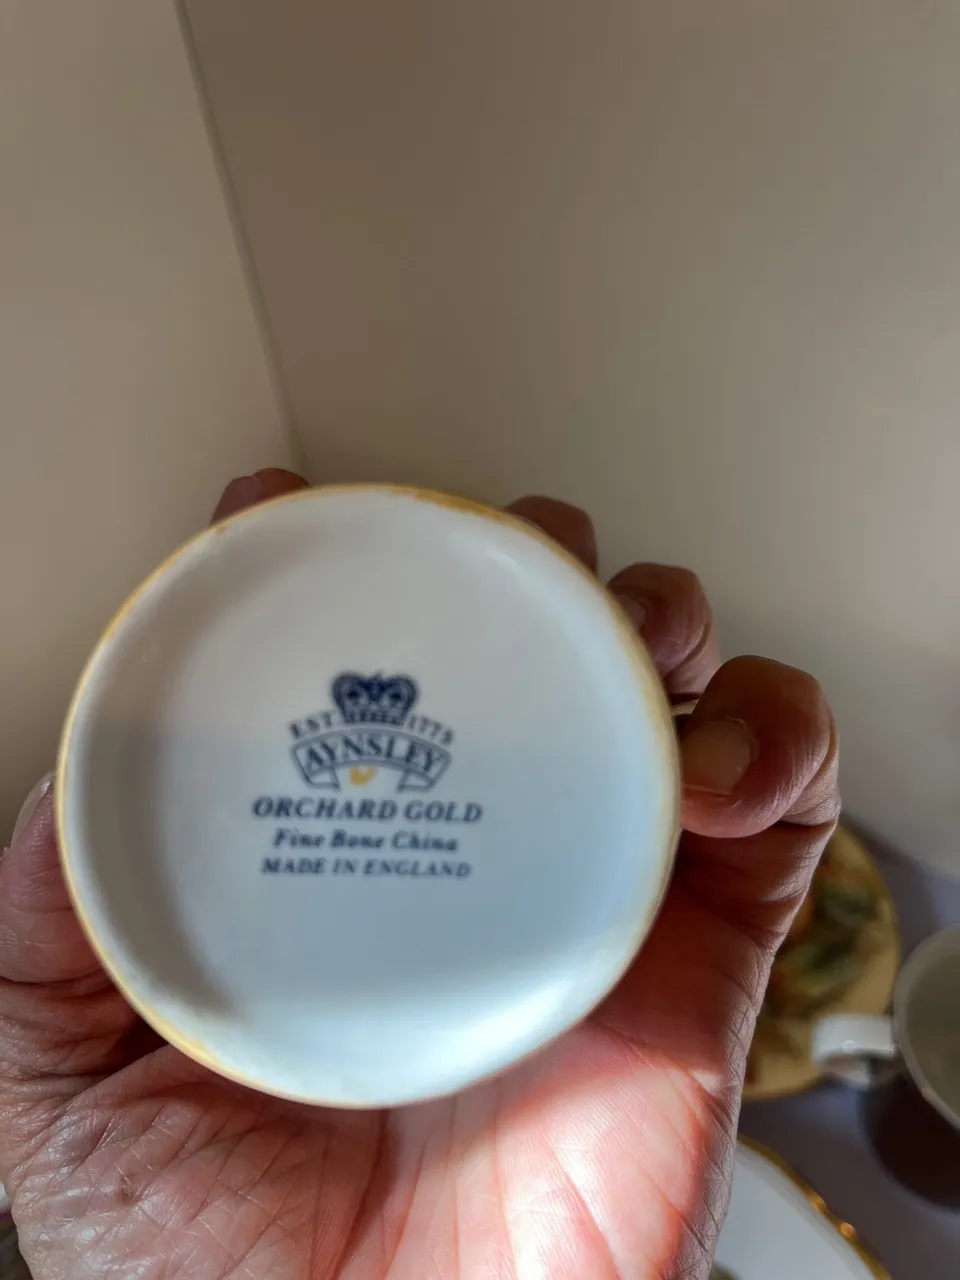 EST 1775
AYNSLEY
ORCHARD GOLD
Fine Bone China
MADE IN ENGLAND